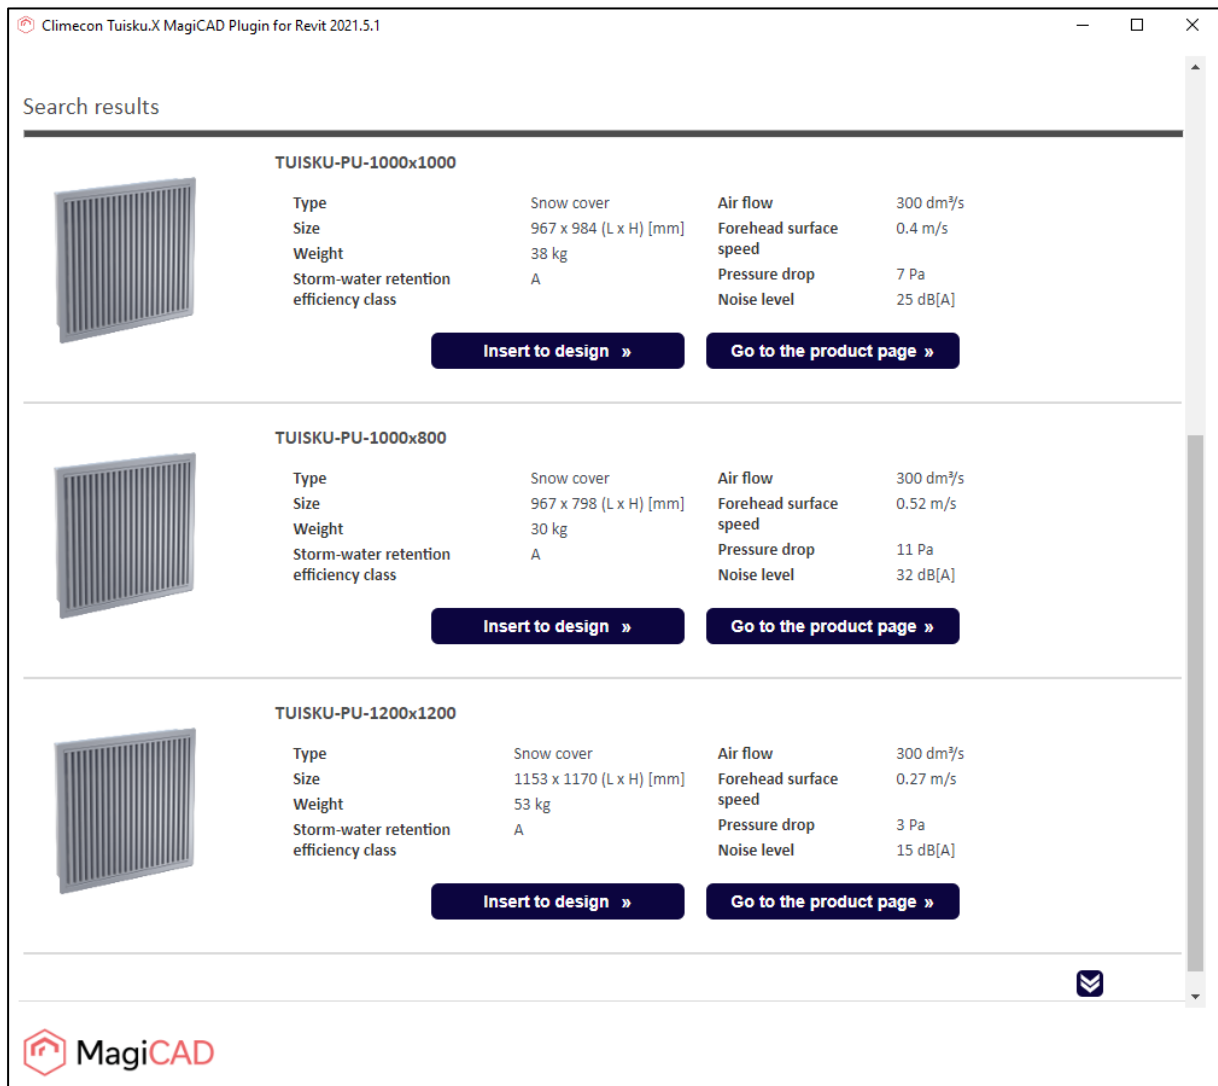 Climecon Tuisku.X MagiCAD Plugin for Revit 2021.5.1
Search results
TUISKU-PU-1000x1000
Type Snow cover Air flow 300 dm³/s
Size 967 x 984 (L x H) [mm] Forehead surface speed 0.4 m/s
Weight 38 kg Pressure drop 7 Pa
Storm-water retention efficiency class A Noise level 25 dB[A]
Insert to design » Go to the product page »
TUISKU-PU-1000x800
Type Snow cover Air flow 300 dm³/s
Size 967 x 798 (L x H) [mm] Forehead surface speed 0.52 m/s
Weight 30 kg Pressure drop 11 Pa
Storm-water retention efficiency class A Noise level 32 dB[A]
Insert to design » Go to the product page »
TUISKU-PU-1200x1200
Type Snow cover Air flow 300 dm³/s
Size 1153 x 1170 (L x H) [mm] Forehead surface speed 0.27 m/s
Weight 53 kg Pressure drop 3 Pa
Storm-water retention efficiency class A Noise level 15 dB[A]
Insert to design » Go to the product page »
MagiCAD